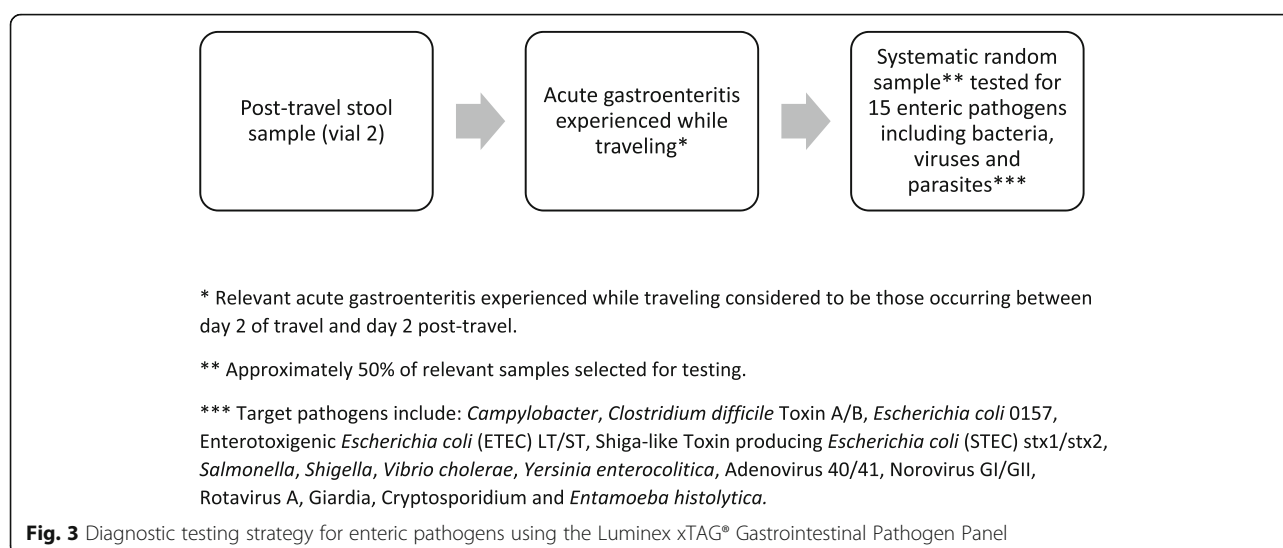 Post-travel stool
sample (vial 2)
Acute gastroenteritis
experienced while
traveling*
Systematic random
sample** tested for
15 enteric pathogens
including bacteria,
viruses and
parasites***
* Relevant acute gastroenteritis experienced while traveling considered to be those occurring between
day 2 of travel and day 2 post-travel.
** Approximately 50% of relevant samples selected for testing.
*** Target pathogens include: Campylobacter, Clostridium difficile Toxin A/B, Escherichia coli 0157,
Enterotoxigenic Escherichia coli (ETEC) LT/ST, Shiga-like Toxin producing Escherichia coli (STEC) stx1/stx2,
Salmonella, Shigella, Vibrio cholerae, Yersinia enterocolitica, Adenovirus 40/41, Norovirus GI/GII,
Rotavirus A, Giardia, Cryptosporidium and Entamoeba histolytica.
Fig. 3 Diagnostic testing strategy for enteric pathogens using the Luminex xTAG® Gastrointestinal Pathogen Panel